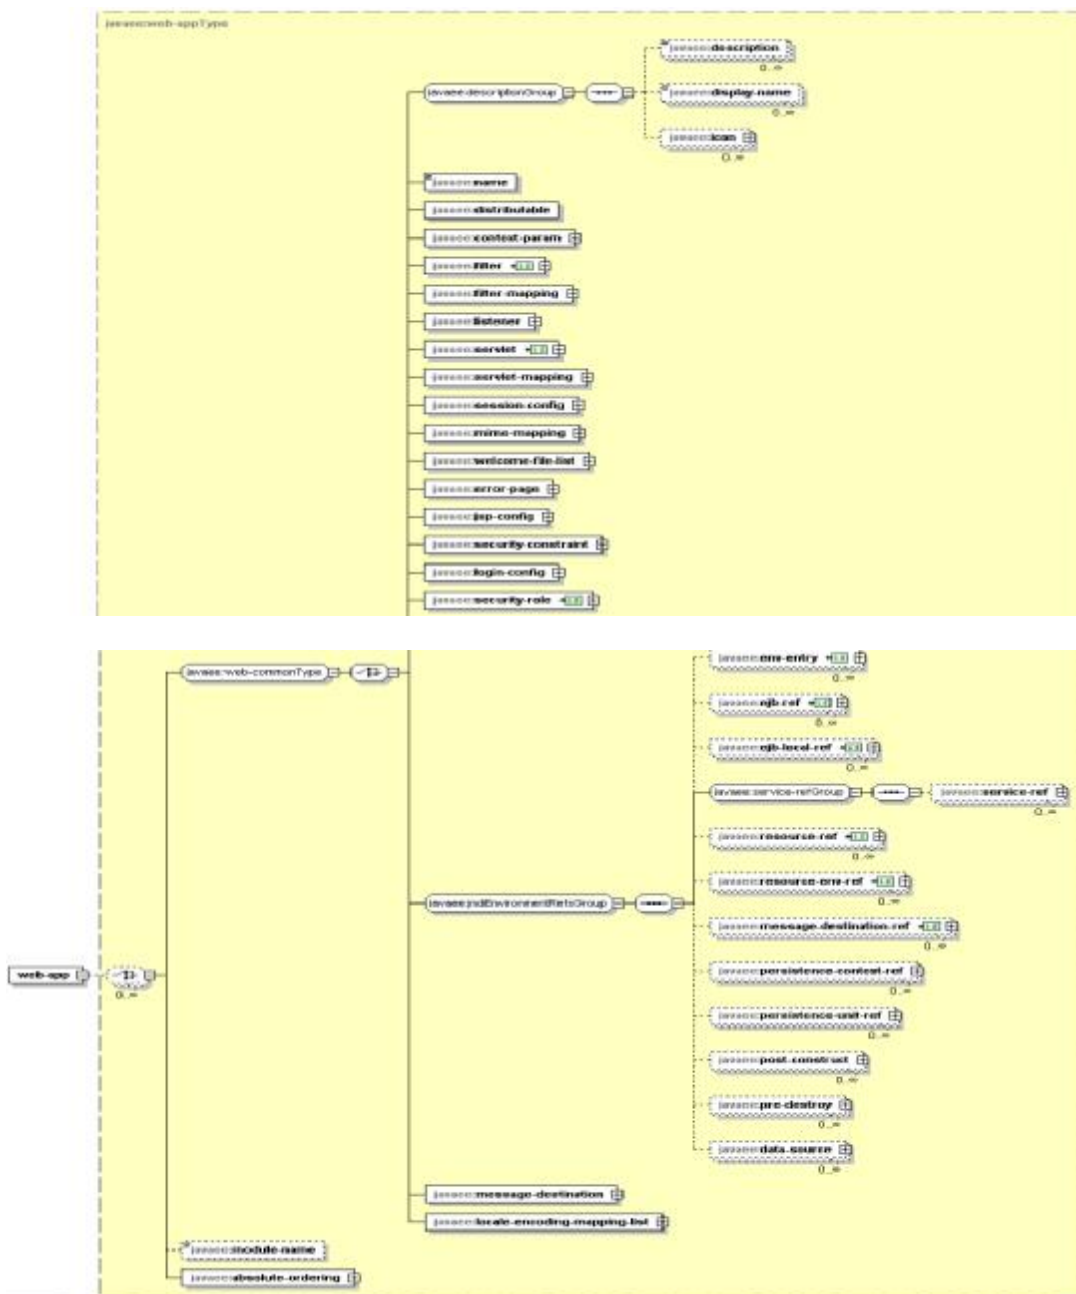 javaee:web-appType
javaee:description
0..∞
javaee:descriptionGroup
javaee:display-name
0..∞
javaee:icon
0..∞
javaee:name
javaee:distributable
javaee:context-param
javaee:filter
javaee:filter-mapping
javaee:listener
javaee:servlet
javaee:servlet-mapping
javaee:session-config
javaee:mime-mapping
javaee:welcome-file-list
javaee:error-page
javaee:jsp-config
javaee:security-constraint
javaee:login-config
javaee:security-role
javaee:web-commonType
javaee:env-entry
0..∞
javaee:ejb-ref
0..∞
javaee:ejb-local-ref
0..∞
javaee:service-refGroup
javaee:service-ref
0..∞
javaee:resource-ref
0..∞
javaee:resource-env-ref
0..∞
javaee:jndiEnvironmentRefsGroup
javaee:message-destination-ref
0..∞
web-app
0..∞
javaee:persistence-context-ref
0..∞
javaee:persistence-unit-ref
0..∞
javaee:post-construct
0..∞
javaee:pre-destroy
0..∞
javaee:data-source
0..∞
javaee:message-destination
javaee:locale-encoding-mapping-list
javaee:module-name
javaee:absolute-ordering